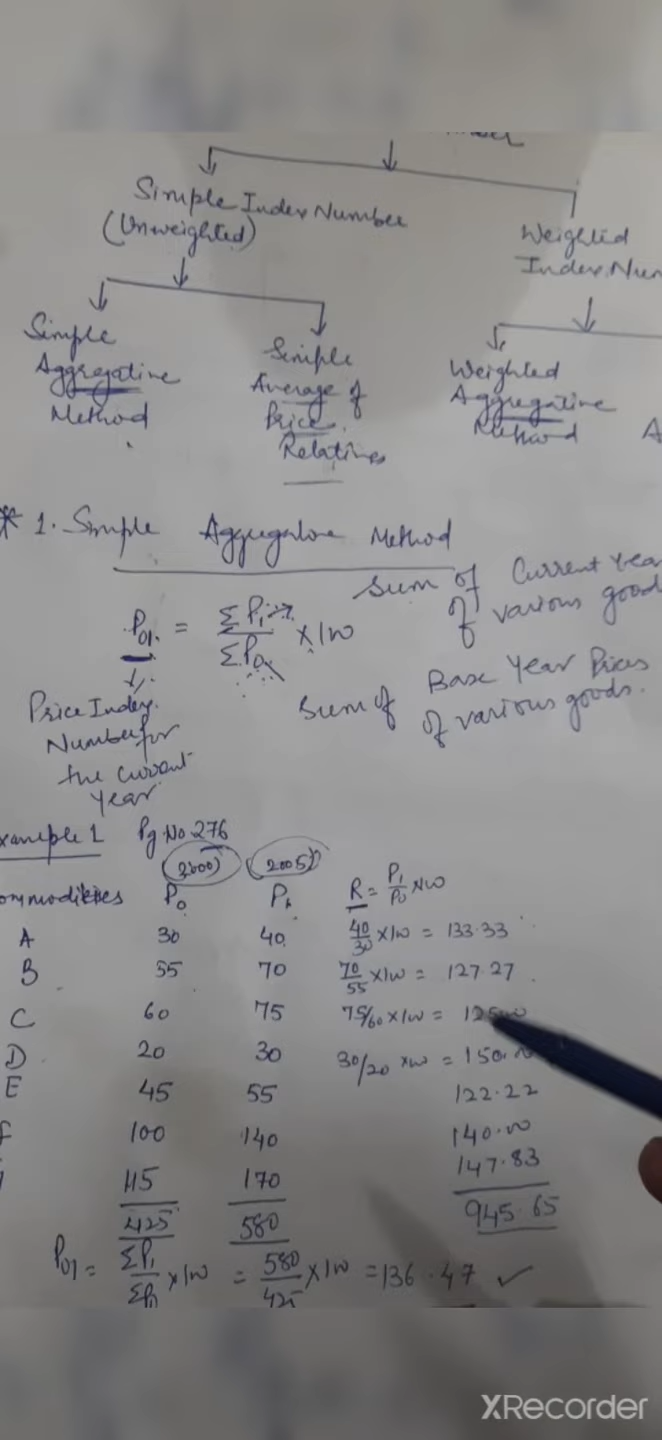 Simple Index Number
(Unweighted)
Weighted
Index Num
Simple
Aggregative
Method
Simple
Average of
Price
Relatives
Weighted
Aggregative
Method
A
* 1. Simple Aggregative Method
P01 = ΣP1 / ΣP0 × 100
Sum of Current Year
of various good
Sum of Base Year Prices
of various goods.
Price Index
Number for
the current
year
xample 1 Pg No. 276
(2000) (2005)
ommodities P0 P1 R = P1/P0 × 100
A 30 40 40/30 × 100 = 133.33
B 55 70 70/55 × 100 = 127.27
C 60 75 75/60 × 100 =
D 20 30 30/20 × 100 = 150.00
E 45 55 122.22
F 100 140 140.00
115 170 147.83
425 580 945.65
P01 = ΣP1 / ΣP0 × 100 = 580/425 × 100 = 136.47 ✓
XRecorder